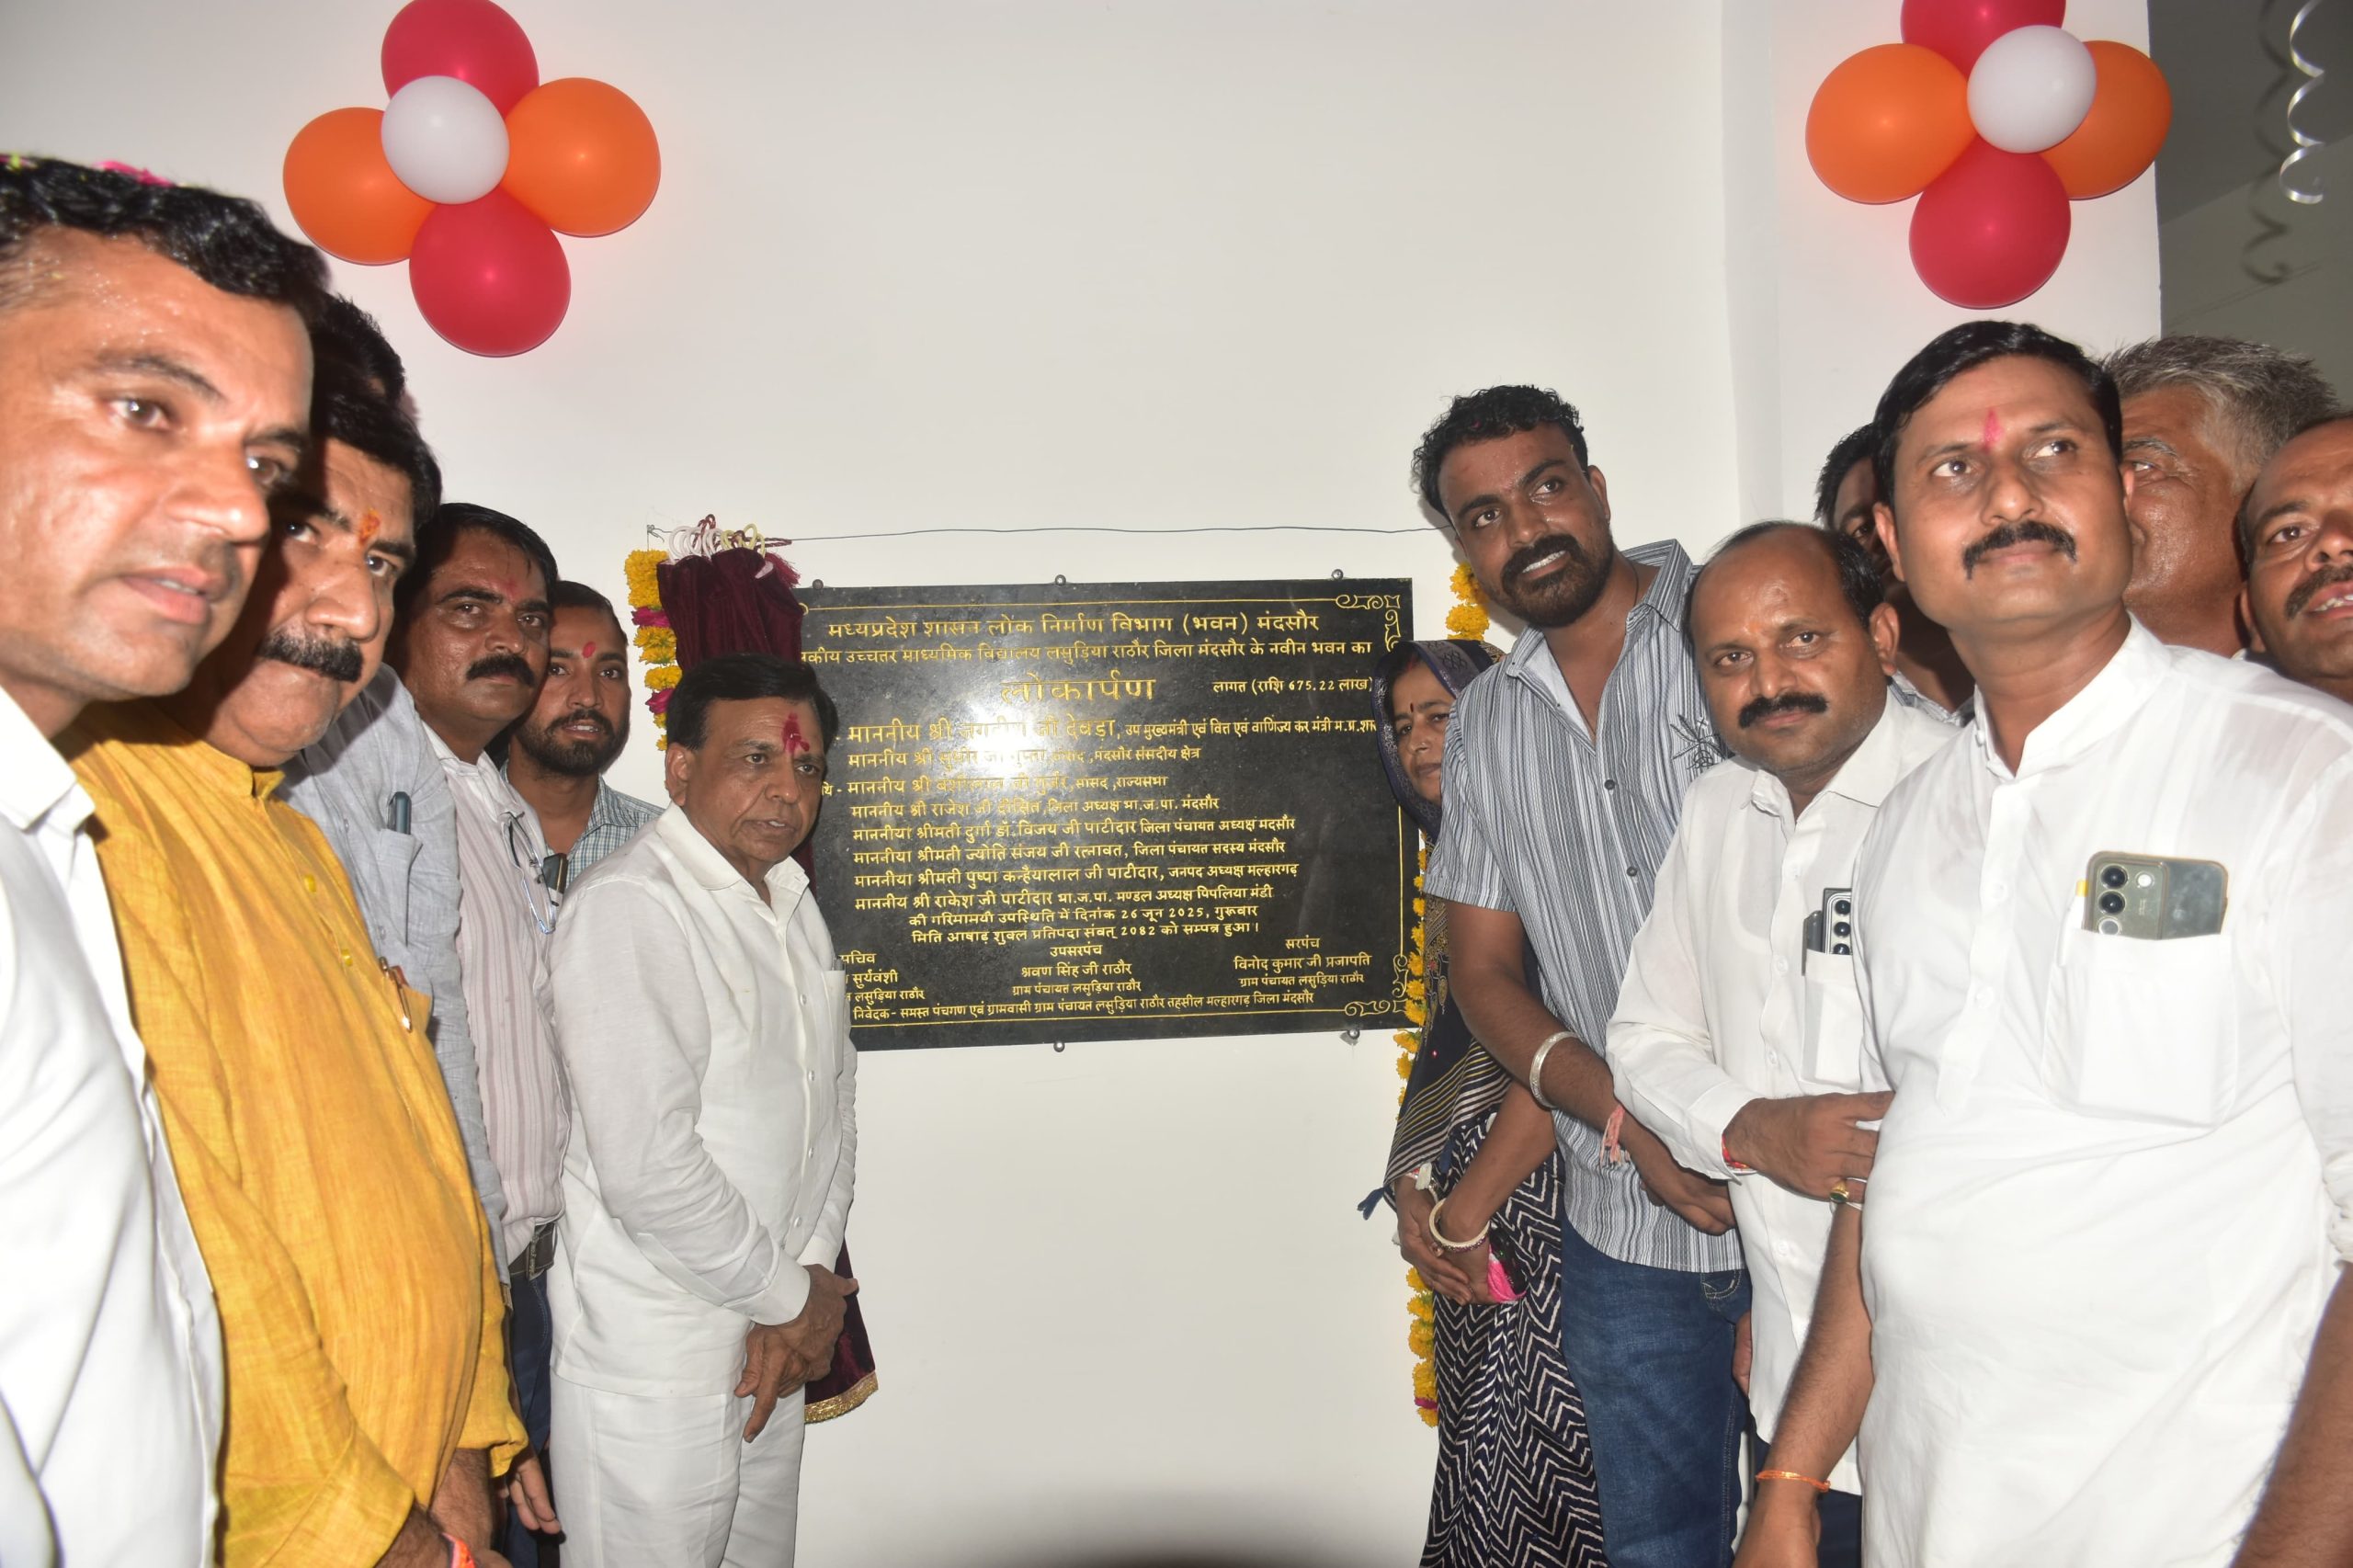 मध्यप्रदेश शासन लोक निर्माण विभाग (भवन) मंदसौर
उच्चतर माध्यमिक विद्यालय लसुड़िया राठौर जिला मंदसौर के नवीन भवन का
लोकार्पण
लागत (राशि 675.22 लाख)
माननीय श्री जी देवड़ा, उप मुख्यमंत्री एवं वित्त एवं वाणिज्य कर मंत्री म.प्र.
माननीय श्री सुधीर जी गुप्ता सांसद ,मंदसौर संसदीय क्षेत्र
माननीय श्री जी गुर्जर, सांसद ,राज्यसभा
माननीय श्री राजेश जी दीक्षित, जिला अध्यक्ष भा.ज.पा. मंदसौर
माननीया श्रीमती दुर्गा डॉ. विजय जी पाटीदार जिला पंचायत अध्यक्ष मंदसौर
माननीया श्रीमती ज्योति संजय जी रत्नावत, जिला पंचायत सदस्य मंदसौर
माननीया श्रीमती पुष्पा कन्हैयालाल जी पाटीदार, जनपद अध्यक्ष मल्हारगढ़
माननीय श्री राकेश जी पाटीदार भा.ज.पा. मण्डल अध्यक्ष पिपलिया मंडी
की गरिमामयी उपस्थिति में दिनांक 26 जून 2025, गुरूवार
मिति आषाढ़ शुक्ल प्रतिपदा संवत् 2082 को सम्पन्न हुआ।
सचिव
सुर्यवंशी
लसुड़िया राठौर
उपसरपंच
श्रवण सिंह जी राठौर
ग्राम पंचायत लसुड़िया राठौर
सरपंच
विनोद कुमार जी प्रजापति
ग्राम पंचायत लसुड़िया राठौर
निवेदक- समस्त पंचगण एवं ग्रामवासी ग्राम पंचायत लसुड़िया राठौर तहसील मल्हारगढ़ जिला मंदसौर